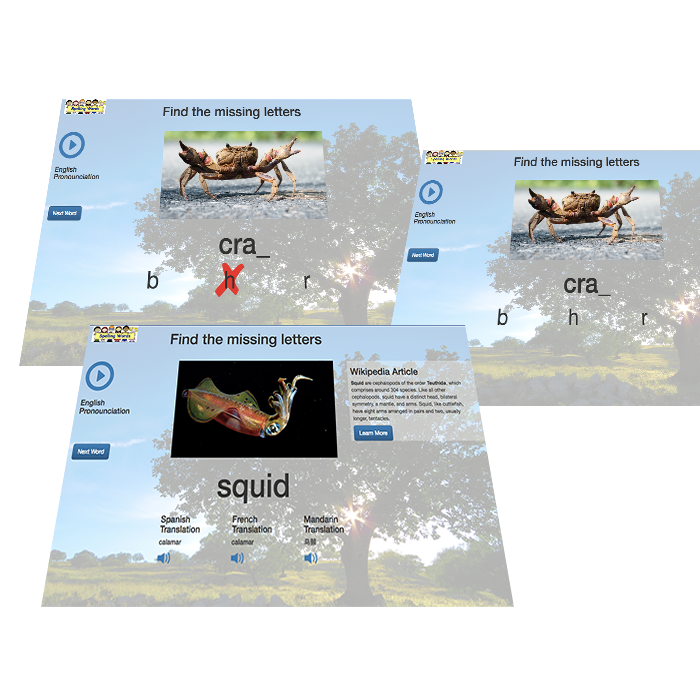 Spelling Words
Find the missing letters
English
Pronounciation
Next Word
cra_
b h r
Spelling Words
Find the missing letters
English
Pronounciation
Next Word
cra_
b h r
Spelling Words
Find the missing letters
English
Pronounciation
Next Word
Wikipedia Article
Squid are cephalopods of the order Teuthida, which
comprises around 304 species. Like all other
cephalopods, squid have a distinct head, bilateral
symmetry, a mantle, and arms. Squid, like cuttlefish,
have eight arms arranged in pairs and two, usually
longer, tentacles.
Learn More
squid
Spanish
Translation
calamar
French
Translation
calamar
Mandarin
Translation